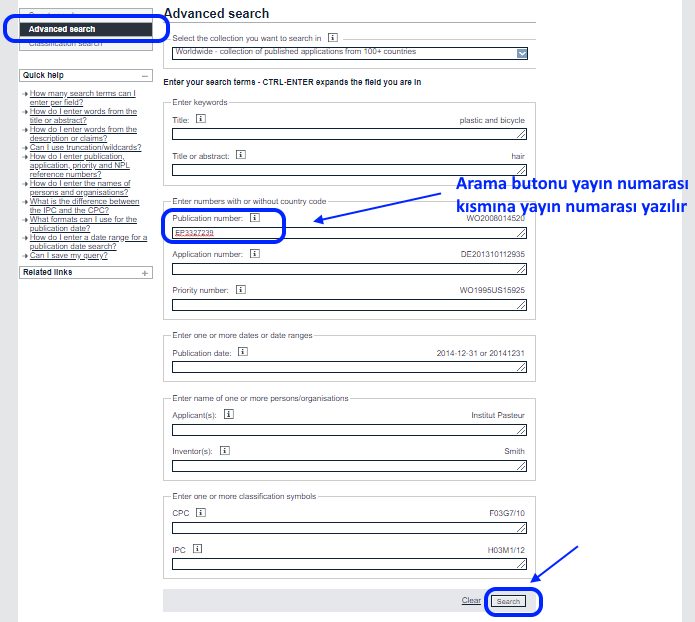 Advanced search
Classification search
Quick help
How many search terms can I
enter per field?
How do I enter words from the
title or abstract?
How do I enter words from the
description or claims?
Can I use truncation/wildcards?
How do I enter publication,
application, priority and NPL
reference numbers?
How do I enter the names of
persons and organisations?
What is the difference between
the IPC and the CPC?
What formats can I use for the
publication date?
How do I enter a date range for a
publication date search?
Can I save my query?
Related links
Advanced search
Select the collection you want to search in
Worldwide - collection of published applications from 100+ countries
Enter your search terms - CTRL-ENTER expands the field you are in
Enter keywords
Title: plastic and bicycle
Title or abstract: hair
Arama butonu yayın numarası
kısmına yayın numarası yazılır
Enter numbers with or without country code
Publication number: WO2008014520
EP3327239
Application number: DE201310112935
Priority number: WO1995US15925
Enter one or more dates or date ranges
Publication date: 2014-12-31 or 20141231
Enter name of one or more persons/organisations
Applicant(s): Institut Pasteur
Inventor(s): Smith
Enter one or more classification symbols
CPC F03G7/10
IPC H03M1/12
Clear Search